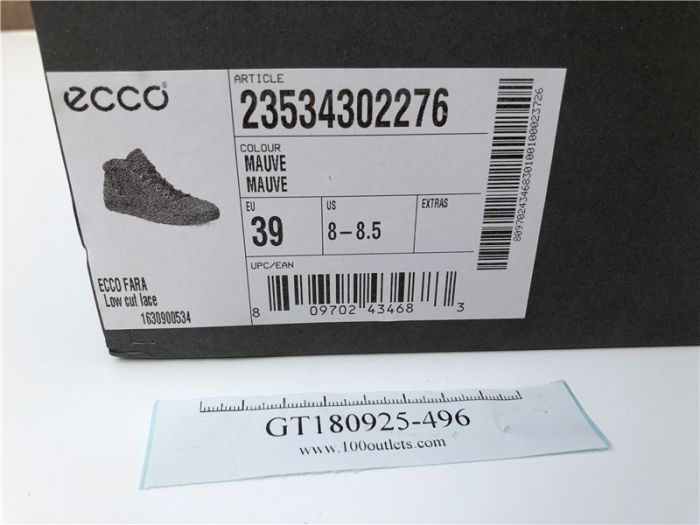 ecco®
ARTICLE
23534302276
COLOUR
MAUVE
MAUVE
EU
39
US
8-8.5
EXTRAS
UPC/EAN
8 09702 43468 3
ECCO FARA
Low cut lace
1630900534
809702434683010010000023726
GT180925-496
www.100outlets.com